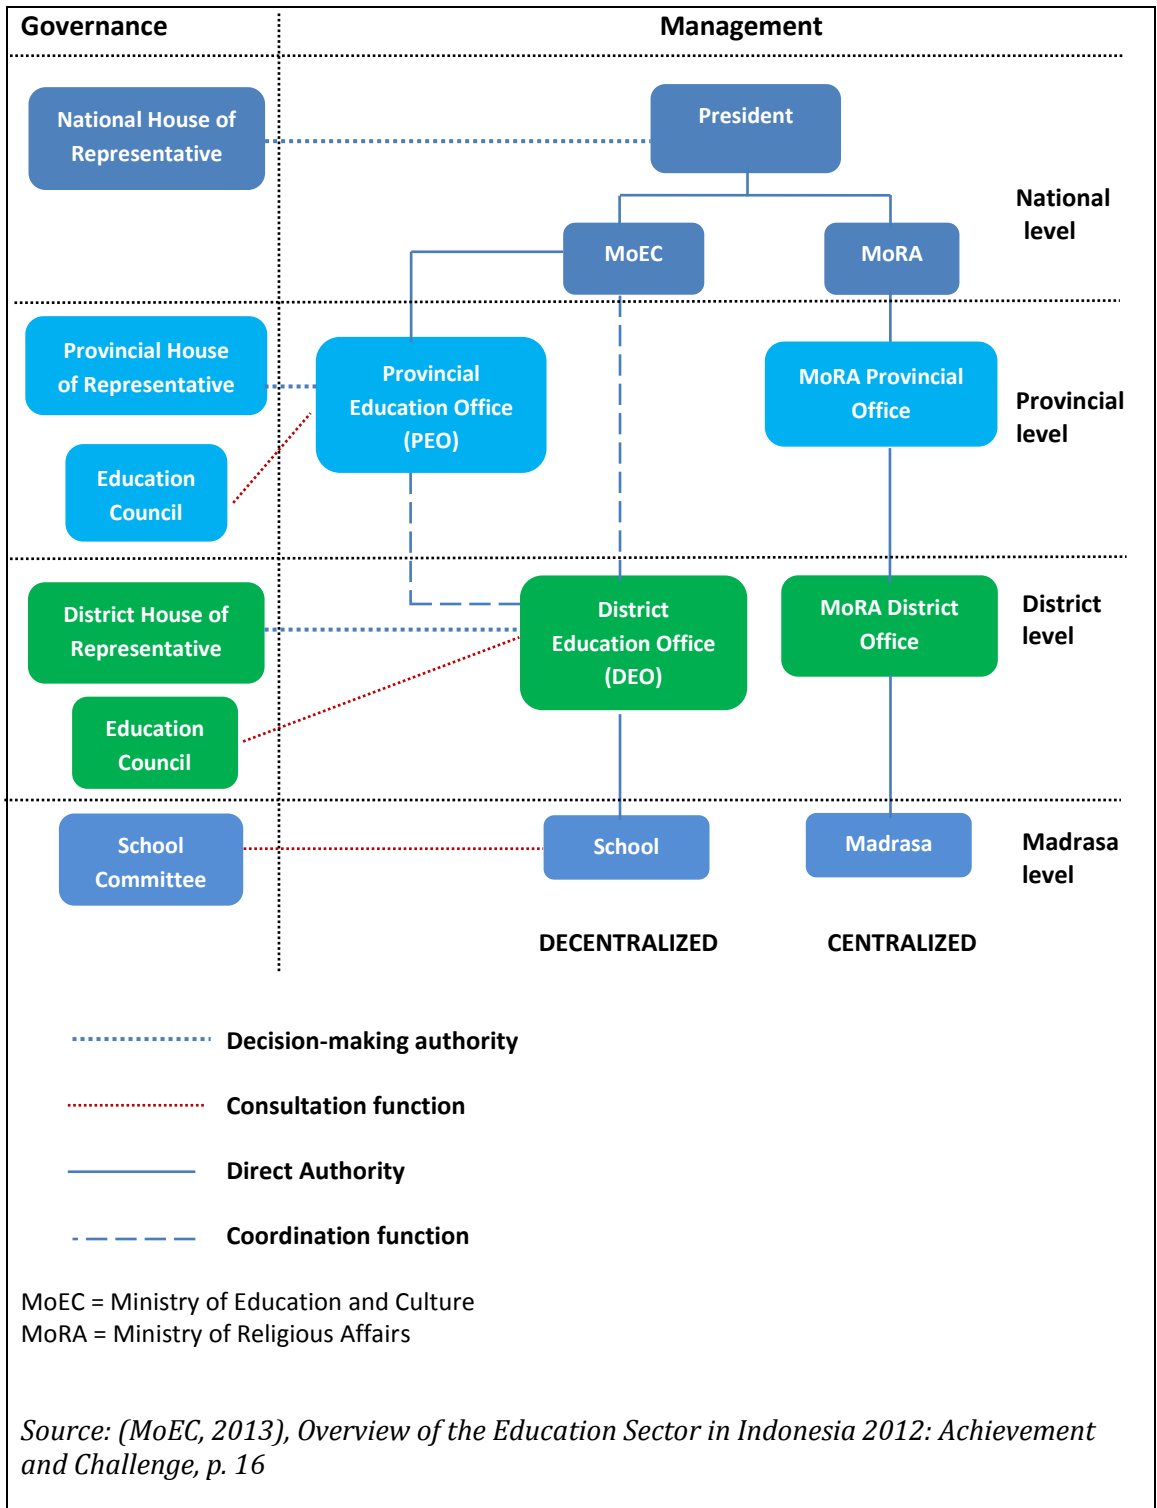 Governance
Management
National House of
Representative
President
National
level
MoEC
MoRA
Provincial House
of Representative
Provincial
Education Office
(PEO)
MoRA Provincial
Office
Provincial
level
Education
Council
District House of
Representative
District
Education Office
(DEO)
MoRA District
Office
District
level
Education
Council
School
Committee
School
Madrasa
Madrasa
level
DECENTRALIZED
CENTRALIZED
Decision-making authority
Consultation function
Direct Authority
Coordination function
MoEC = Ministry of Education and Culture
MoRA = Ministry of Religious Affairs
Source: (MoEC, 2013), Overview of the Education Sector in Indonesia 2012: Achievement
and Challenge, p. 16